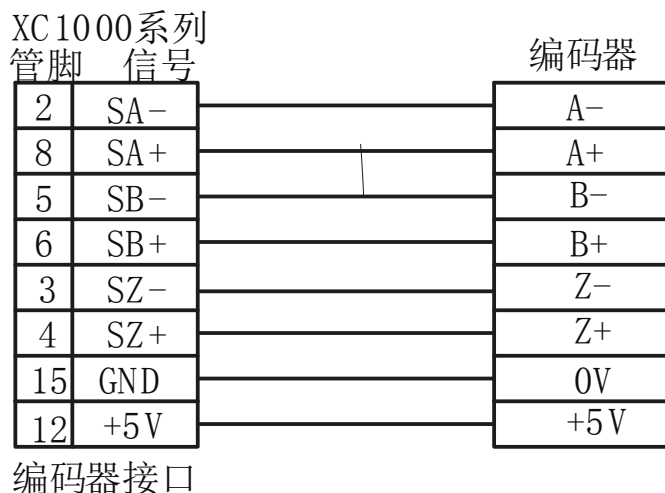 XC1000系列
管脚 信号 编码器
2 SA- A-
8 SA+ A+
5 SB- B-
6 SB+ B+
3 SZ- Z-
4 SZ+ Z+
15 GND 0V
12 +5V +5V
编码器接口